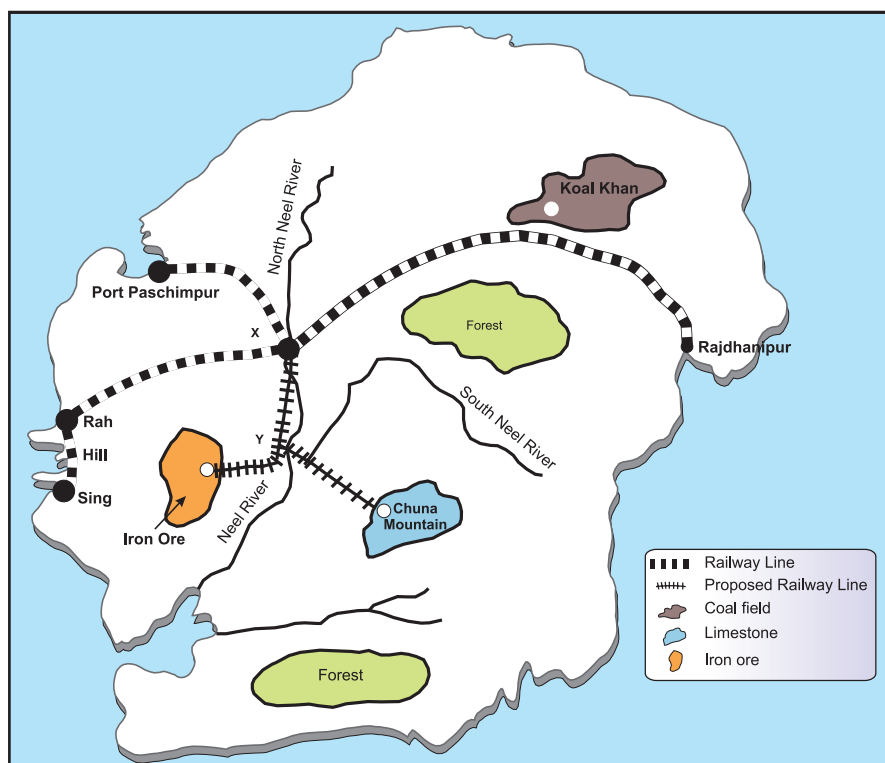 North Neel River
Koal Khan
Port Paschimpur
X
Forest
Rajdhanipur
South Neel River
Rah
Y
Hill
Sing
Neel River
Chuna
Mountain
Iron Ore
Railway Line
Proposed Railway Line
Coal field
Limestone
Iron ore
Forest